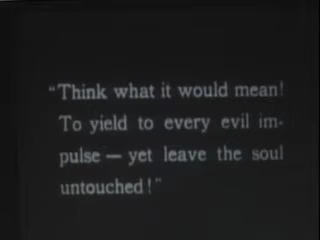 "Think what it would mean!
To yield to every evil im-
pulse — yet leave the soul
untouched!"